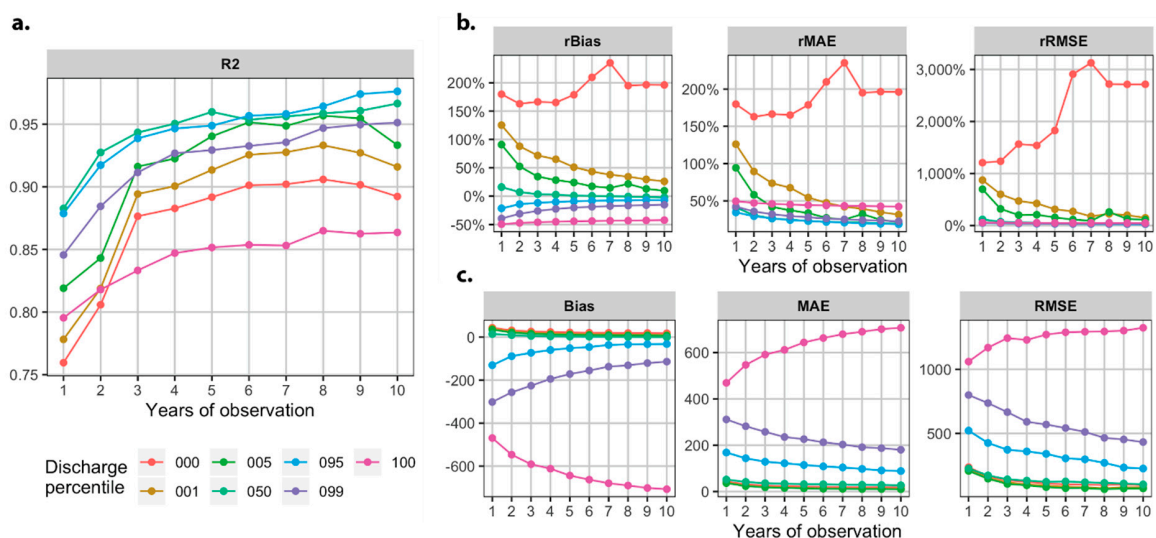 a.
R2
0.95
0.90
0.85
0.80
0.75
1 2 3 4 5 6 7 8 9 10
Years of observation
Discharge percentile
000 005 095 100
001 050 099
b.
rBias rMAE rRMSE
200%
150%
100%
50%
0%
-50%
1 2 3 4 5 6 7 8 9 10
200%
150%
100%
50%
1 2 3 4 5 6 7 8 9 10
3,000%
2,000%
1,000%
0%
1 2 3 4 5 6 7 8 9 10
Years of observation
c.
Bias MAE RMSE
0
-200
-400
-600
1 2 3 4 5 6 7 8 9 10
600
400
200
0
1 2 3 4 5 6 7 8 9 10
1000
500
1 2 3 4 5 6 7 8 9 10
Years of observation